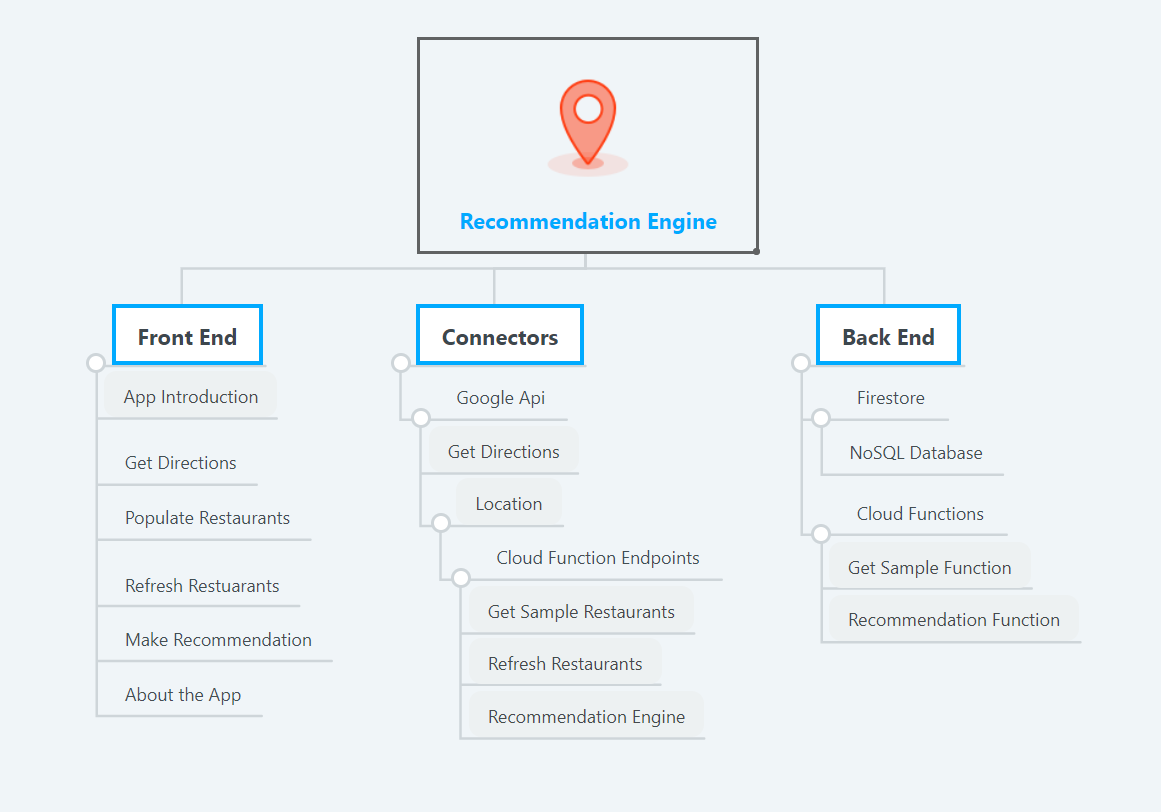 Recommendation Engine
Front End
App Introduction
Get Directions
Populate Restaurants
Refresh Restuarants
Make Recommendation
About the App
Connectors
Google Api
Get Directions
Location
Cloud Function Endpoints
Get Sample Restaurants
Refresh Restaurants
Recommendation Engine
Back End
Firestore
NoSQL Database
Cloud Functions
Get Sample Function
Recommendation Function